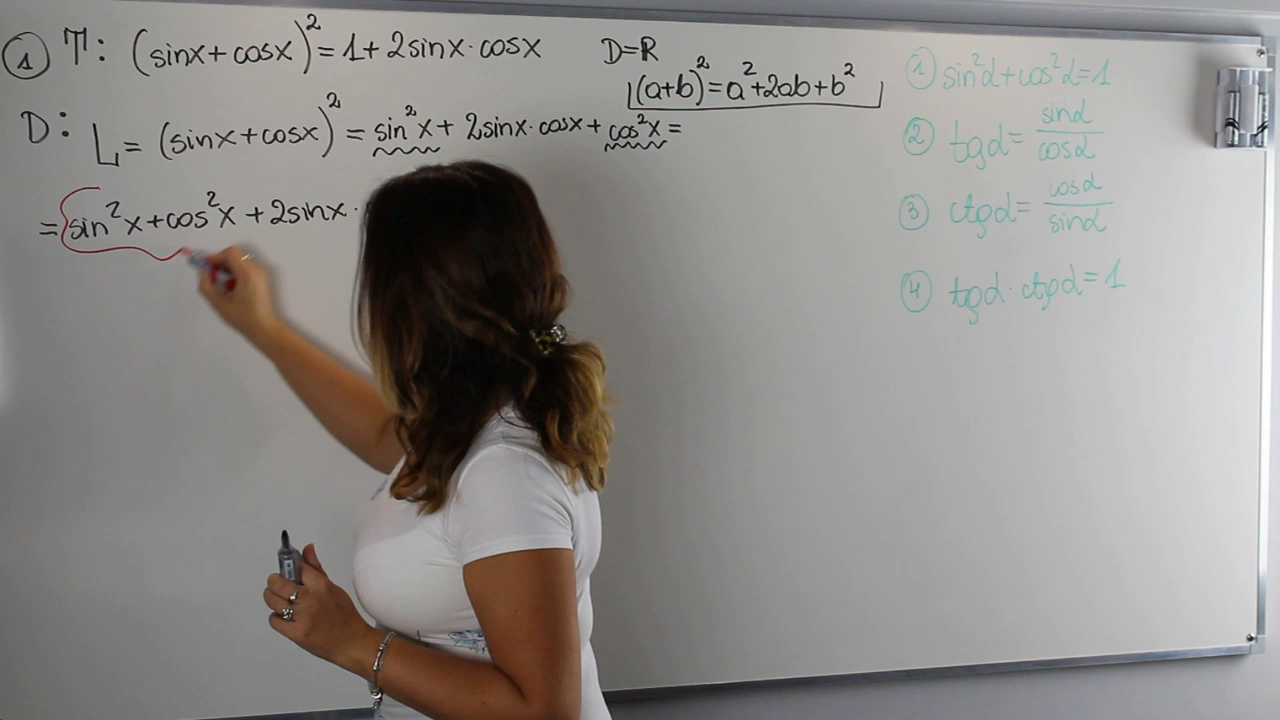 ① T: (sinx+cosx)²=1+2sinx·cosx D=R
|(a+b)²=a²+2ab+b²|
D: L=(sinx+cosx)²=sin²x+2sinx·cosx+cos²x=
=sin²x+cos²x+2sinx·
① sin²α+cos²α=1
② tgα=sinα/cosα
③ ctgα=cosα/sinα
④ tgα·ctgα=1